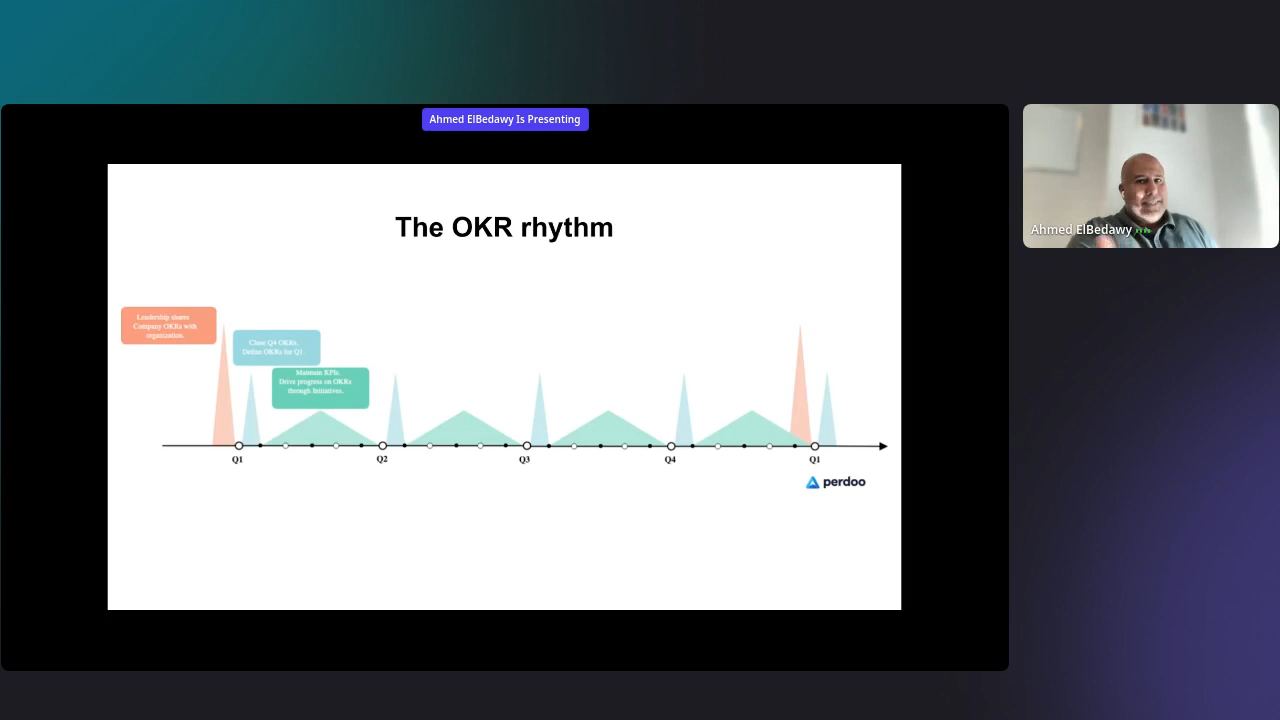 Ahmed ElBedawy Is Presenting
The OKR rhythm
Leadership shares
Company OKRs with
organization.
Close Q4 OKRs.
Define OKRs for Q1
Maintain KPIs.
Drive progress on OKRs
through Initiatives.
Q1
Q2
Q3
Q4
Q1
perdoo
Ahmed ElBedawy